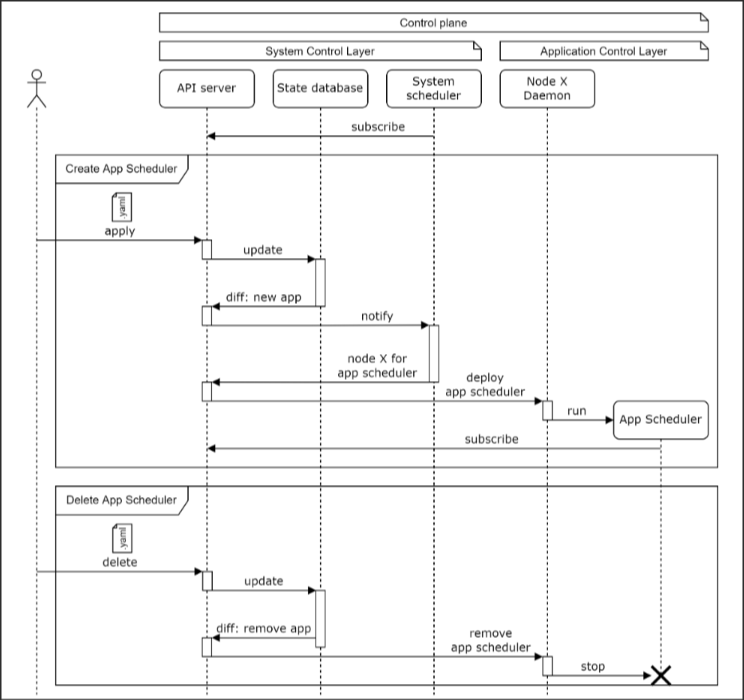 Control plane
System Control Layer
Application Control Layer
API server
State database
System
scheduler
Node X
Daemon
subscribe
Create App Scheduler
.yaml
apply
update
diff: new app
notify
node X for
app scheduler
deploy
app scheduler
run
App Scheduler
subscribe
Delete App Scheduler
.yaml
delete
update
diff: remove app
remove
app scheduler
stop